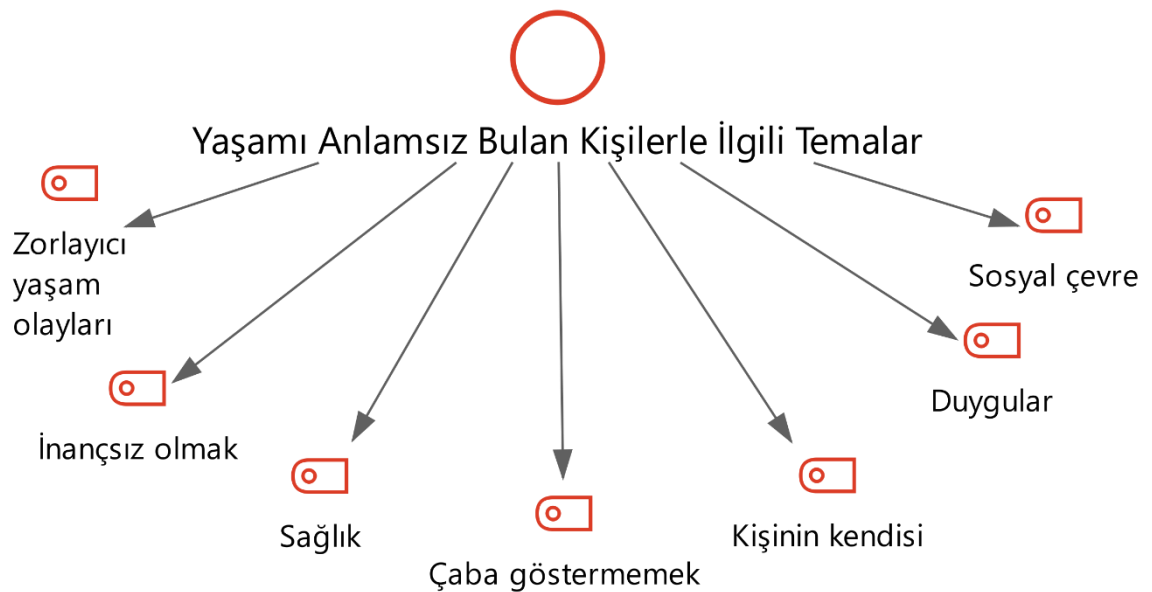 Yaşamı Anlamsız Bulan Kişilerle İlgili Temalar
Zorlayıcı
yaşam
olayları
İnançsız olmak
Sağlık
Çaba göstermemek
Kişinin kendisi
Duygular
Sosyal çevre